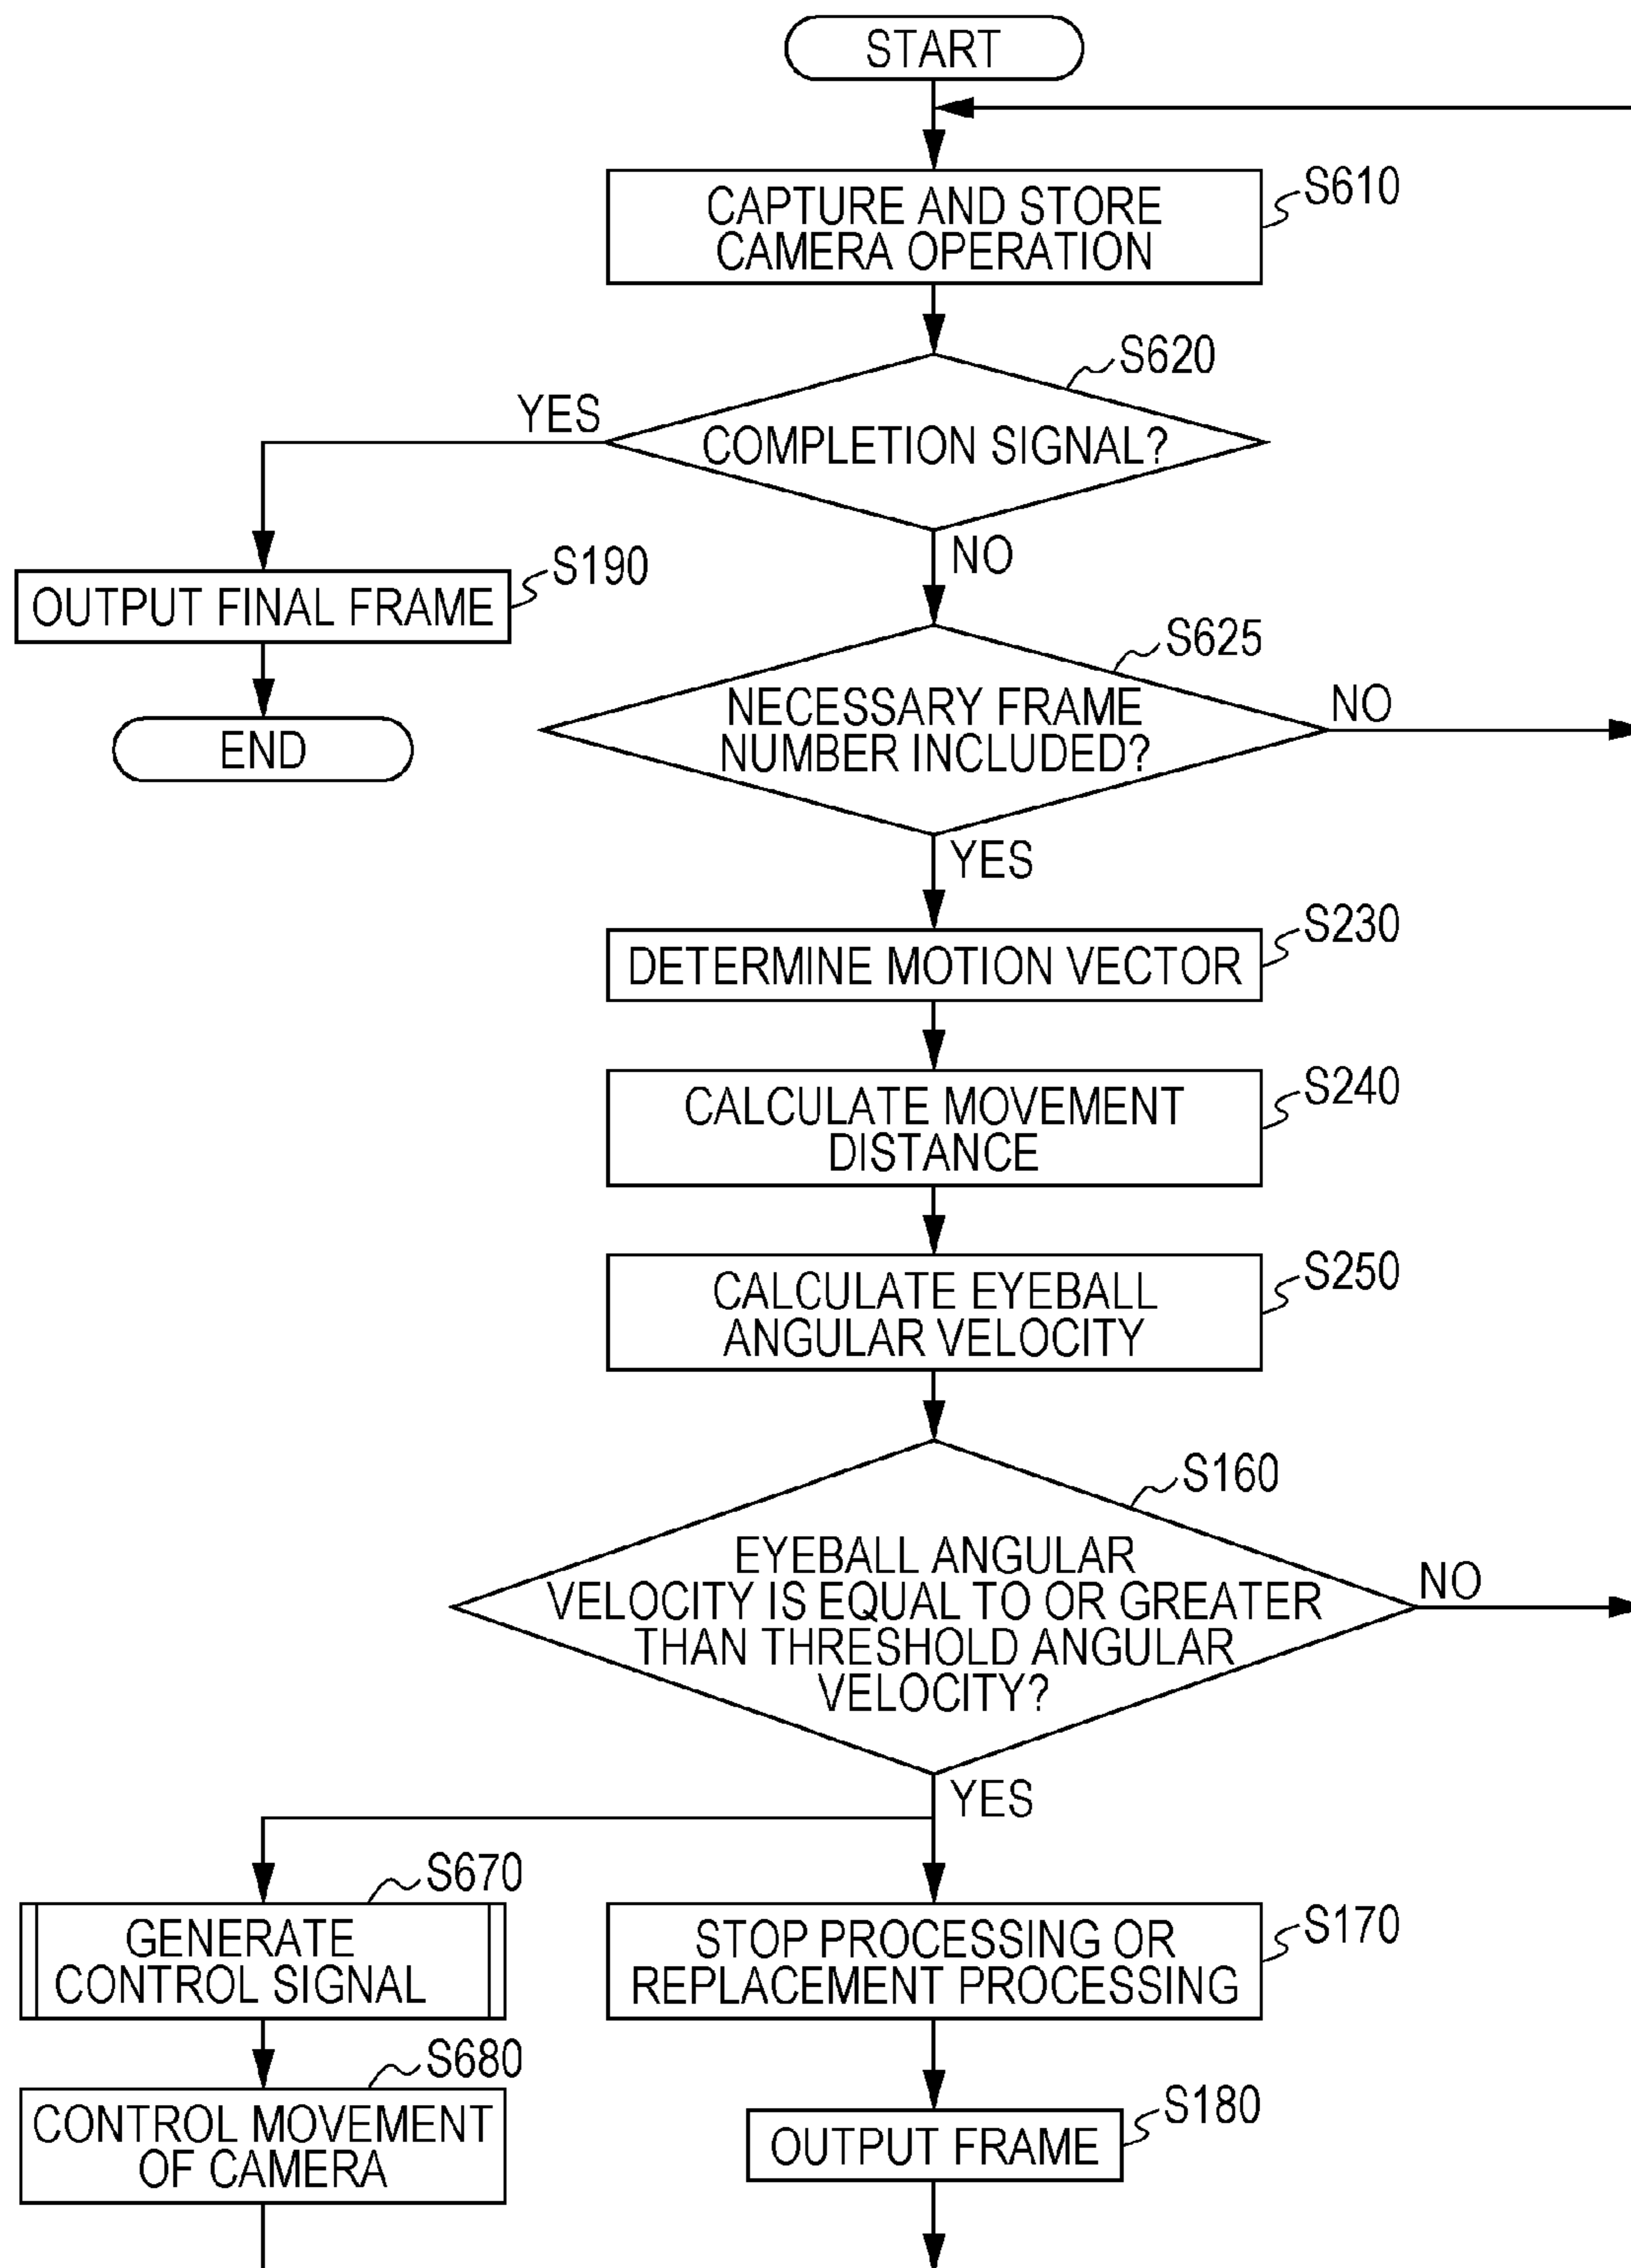 START
CAPTURE AND STORE
CAMERA OPERATION
S610
S620
YES
COMPLETION SIGNAL?
NO
S190
OUTPUT FINAL FRAME
END
S625
NECESSARY FRAME
NUMBER INCLUDED?
NO
YES
S230
DETERMINE MOTION VECTOR
S240
CALCULATE MOVEMENT
DISTANCE
S250
CALCULATE EYEBALL
ANGULAR VELOCITY
S160
EYEBALL ANGULAR
VELOCITY IS EQUAL TO OR GREATER
THAN THRESHOLD ANGULAR
VELOCITY?
NO
YES
S670
GENERATE
CONTROL SIGNAL
S170
STOP PROCESSING OR
REPLACEMENT PROCESSING
S680
CONTROL MOVEMENT
OF CAMERA
S180
OUTPUT FRAME